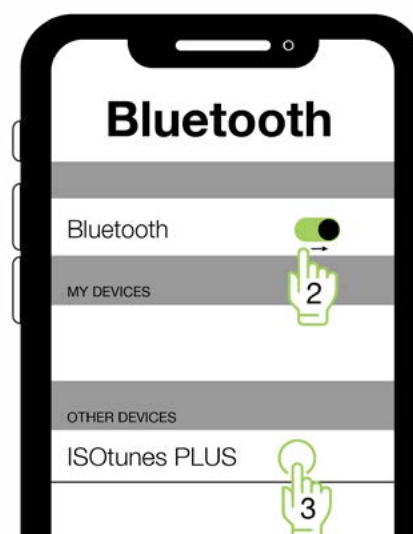 Bluetooth
Bluetooth
2
MY DEVICES
OTHER DEVICES
ISOtunes PLUS
3